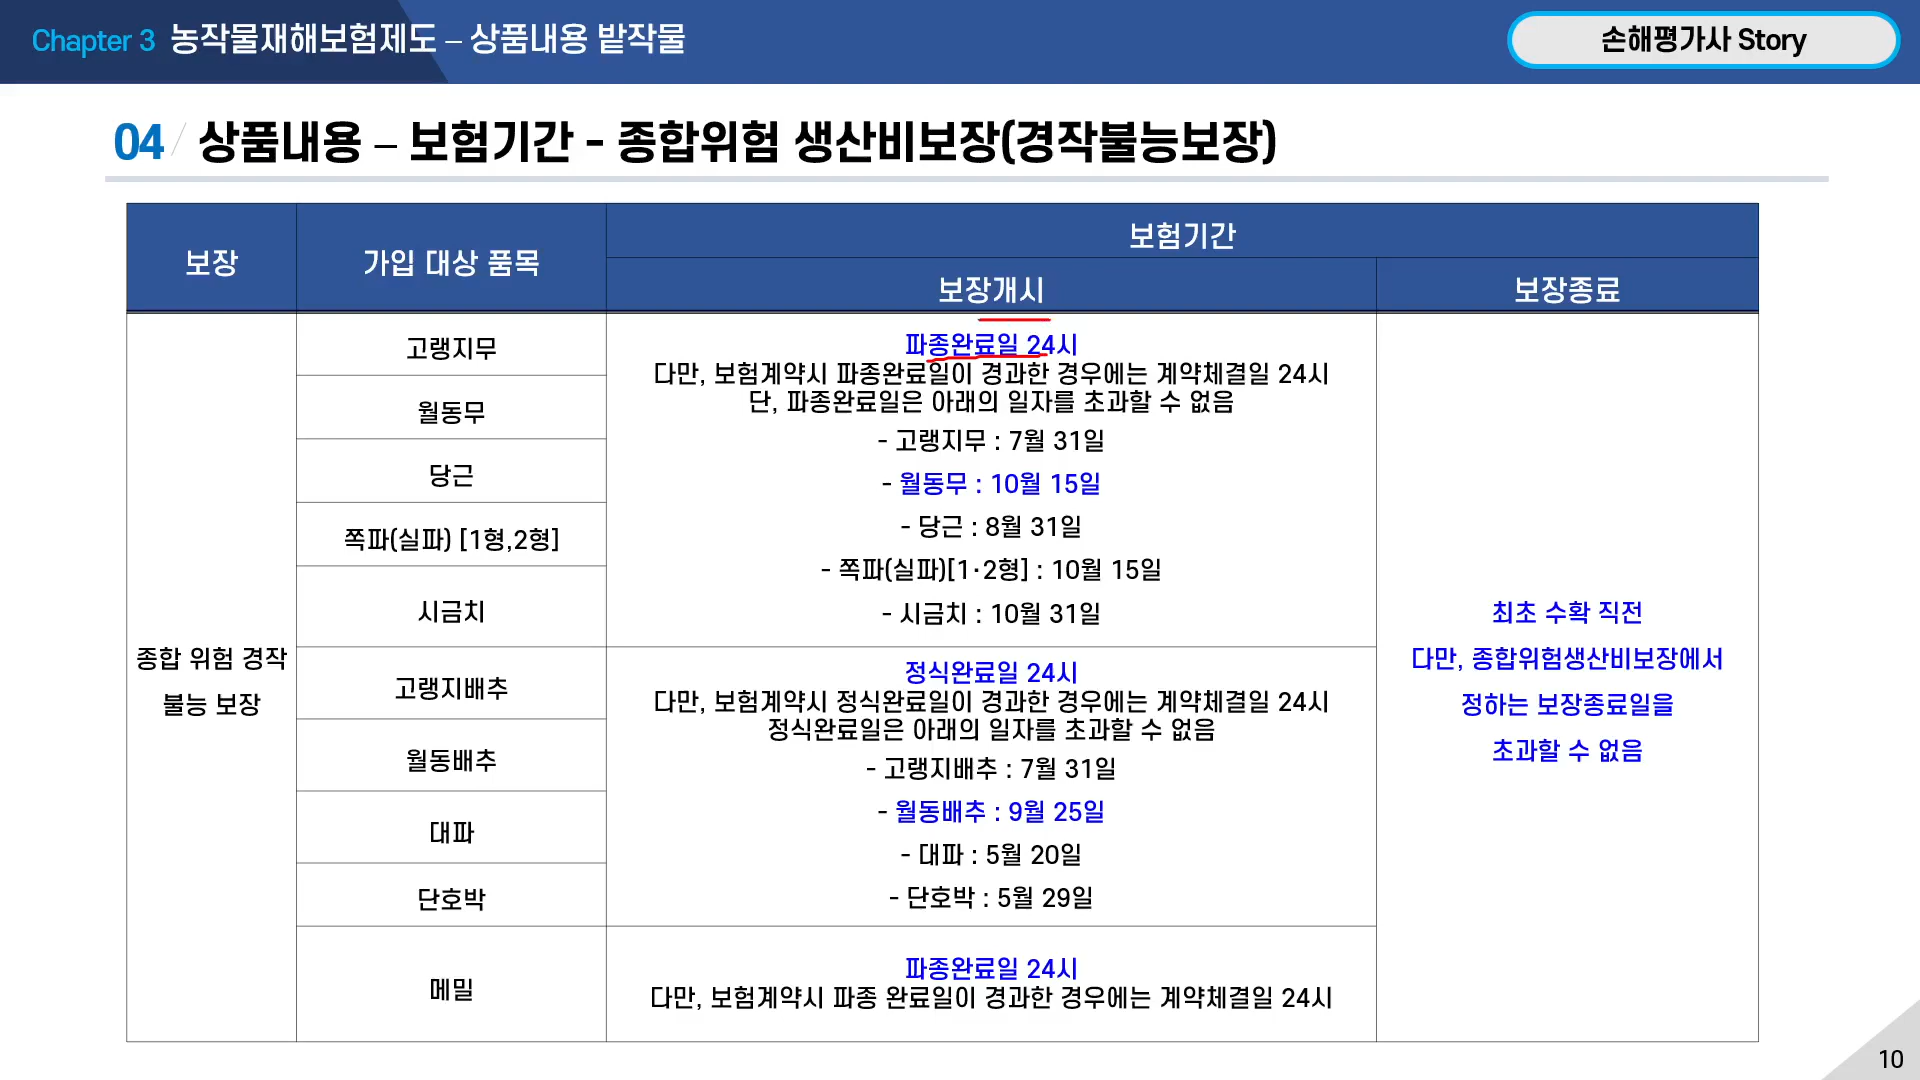 Chapter 3 농작물재해보험제도 – 상품내용 밭작물
손해평가사 Story
04 / 상품내용 – 보험기간 - 종합위험 생산비보장(경작불능보장)
보장
가입 대상 품목
보험기간
보장개시
보장종료
종합 위험 경작
불능 보장
고랭지무
월동무
당근
쪽파(실파) [1형,2형]
시금치
파종완료일 24시
다만, 보험계약시 파종완료일이 경과한 경우에는 계약체결일 24시
단, 파종완료일은 아래의 일자를 초과할 수 없음
- 고랭지무 : 7월 31일
- 월동무 : 10월 15일
- 당근 : 8월 31일
- 쪽파(실파)[1·2형] : 10월 15일
- 시금치 : 10월 31일
고랭지배추
월동배추
대파
단호박
정식완료일 24시
다만, 보험계약시 정식완료일이 경과한 경우에는 계약체결일 24시
정식완료일은 아래의 일자를 초과할 수 없음
- 고랭지배추 : 7월 31일
- 월동배추 : 9월 25일
- 대파 : 5월 20일
- 단호박 : 5월 29일
메밀
파종완료일 24시
다만, 보험계약시 파종 완료일이 경과한 경우에는 계약체결일 24시
최초 수확 직전
다만, 종합위험생산비보장에서
정하는 보장종료일을
초과할 수 없음
10